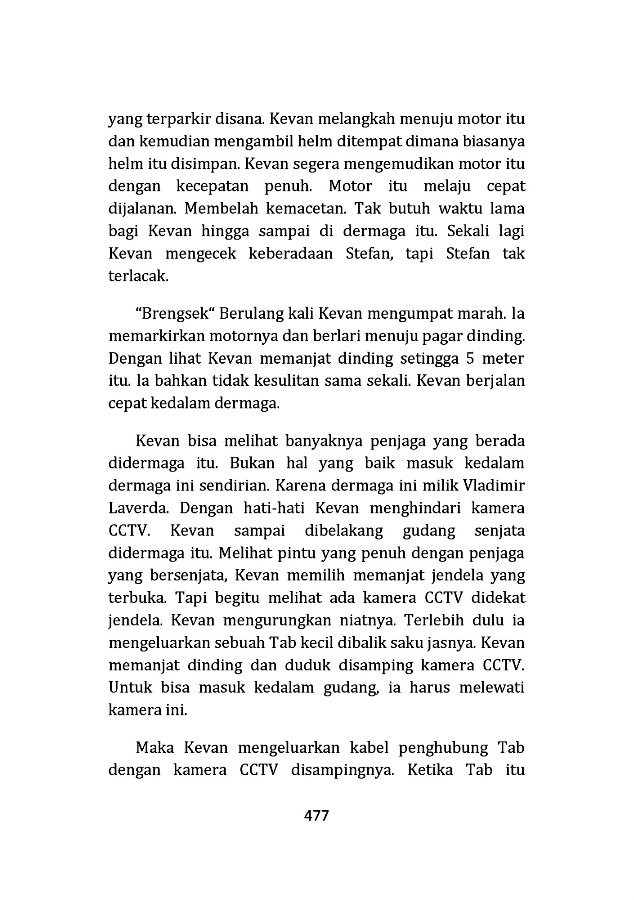 yang terparkir disana. Kevan melangkah menuju motor itu
dan kemudian mengambil helm ditempat dimana biasanya
helm itu disimpan. Kevan segera mengemudikan motor itu
dengan kecepatan penuh. Motor itu melaju cepat
dijalanan. Membelah kemacetan. Tak butuh waktu lama
bagi Kevan hingga sampai di dermaga itu. Sekali lagi
Kevan mengecek keberadaan Stefan, tapi Stefan tak
terlacak.
“Brengsek“ Berulang kali Kevan mengumpat marah. Ia
memarkirkan motornya dan berlari menuju pagar dinding.
Dengan lihat Kevan memanjat dinding setingga 5 meter
itu. Ia bahkan tidak kesulitan sama sekali. Kevan berjalan
cepat kedalam dermaga.
Kevan bisa melihat banyaknya penjaga yang berada
didermaga itu. Bukan hal yang baik masuk kedalam
dermaga ini sendirian. Karena dermaga ini milik Vladimir
Laverda. Dengan hati-hati Kevan menghindari kamera
CCTV. Kevan sampai dibelakang gudang senjata
didermaga itu. Melihat pintu yang penuh dengan penjaga
yang bersenjata, Kevan memilih memanjat jendela yang
terbuka. Tapi begitu melihat ada kamera CCTV didekat
jendela. Kevan mengurungkan niatnya. Terlebih dulu ia
mengeluarkan sebuah Tab kecil dibalik saku jasnya. Kevan
memanjat dinding dan duduk disamping kamera CCTV.
Untuk bisa masuk kedalam gudang, ia harus melewati
kamera ini.
Maka Kevan mengeluarkan kabel penghubung Tab
dengan kamera CCTV disampingnya. Ketika Tab itu
477